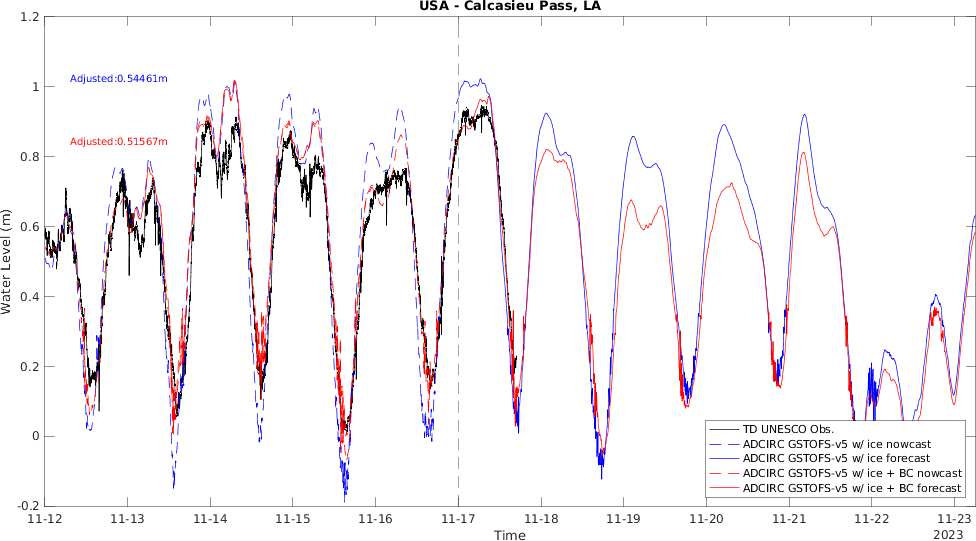 USA - Calcasieu Pass, LA
1.2
1
0.8
0.6
0.4
0.2
0
-0.2
Water Level (m)
Adjusted:0.54461m
Adjusted:0.51567m
TD UNESCO Obs.
ADCIRC GSTOFS-v5 w/ ice nowcast
ADCIRC GSTOFS-v5 w/ ice forecast
ADCIRC GSTOFS-v5 w/ ice + BC nowcast
ADCIRC GSTOFS-v5 w/ ice + BC forecast
11-12 11-13 11-14 11-15 11-16 11-17 11-18 11-19 11-20 11-21 11-22 11-23
Time
2023